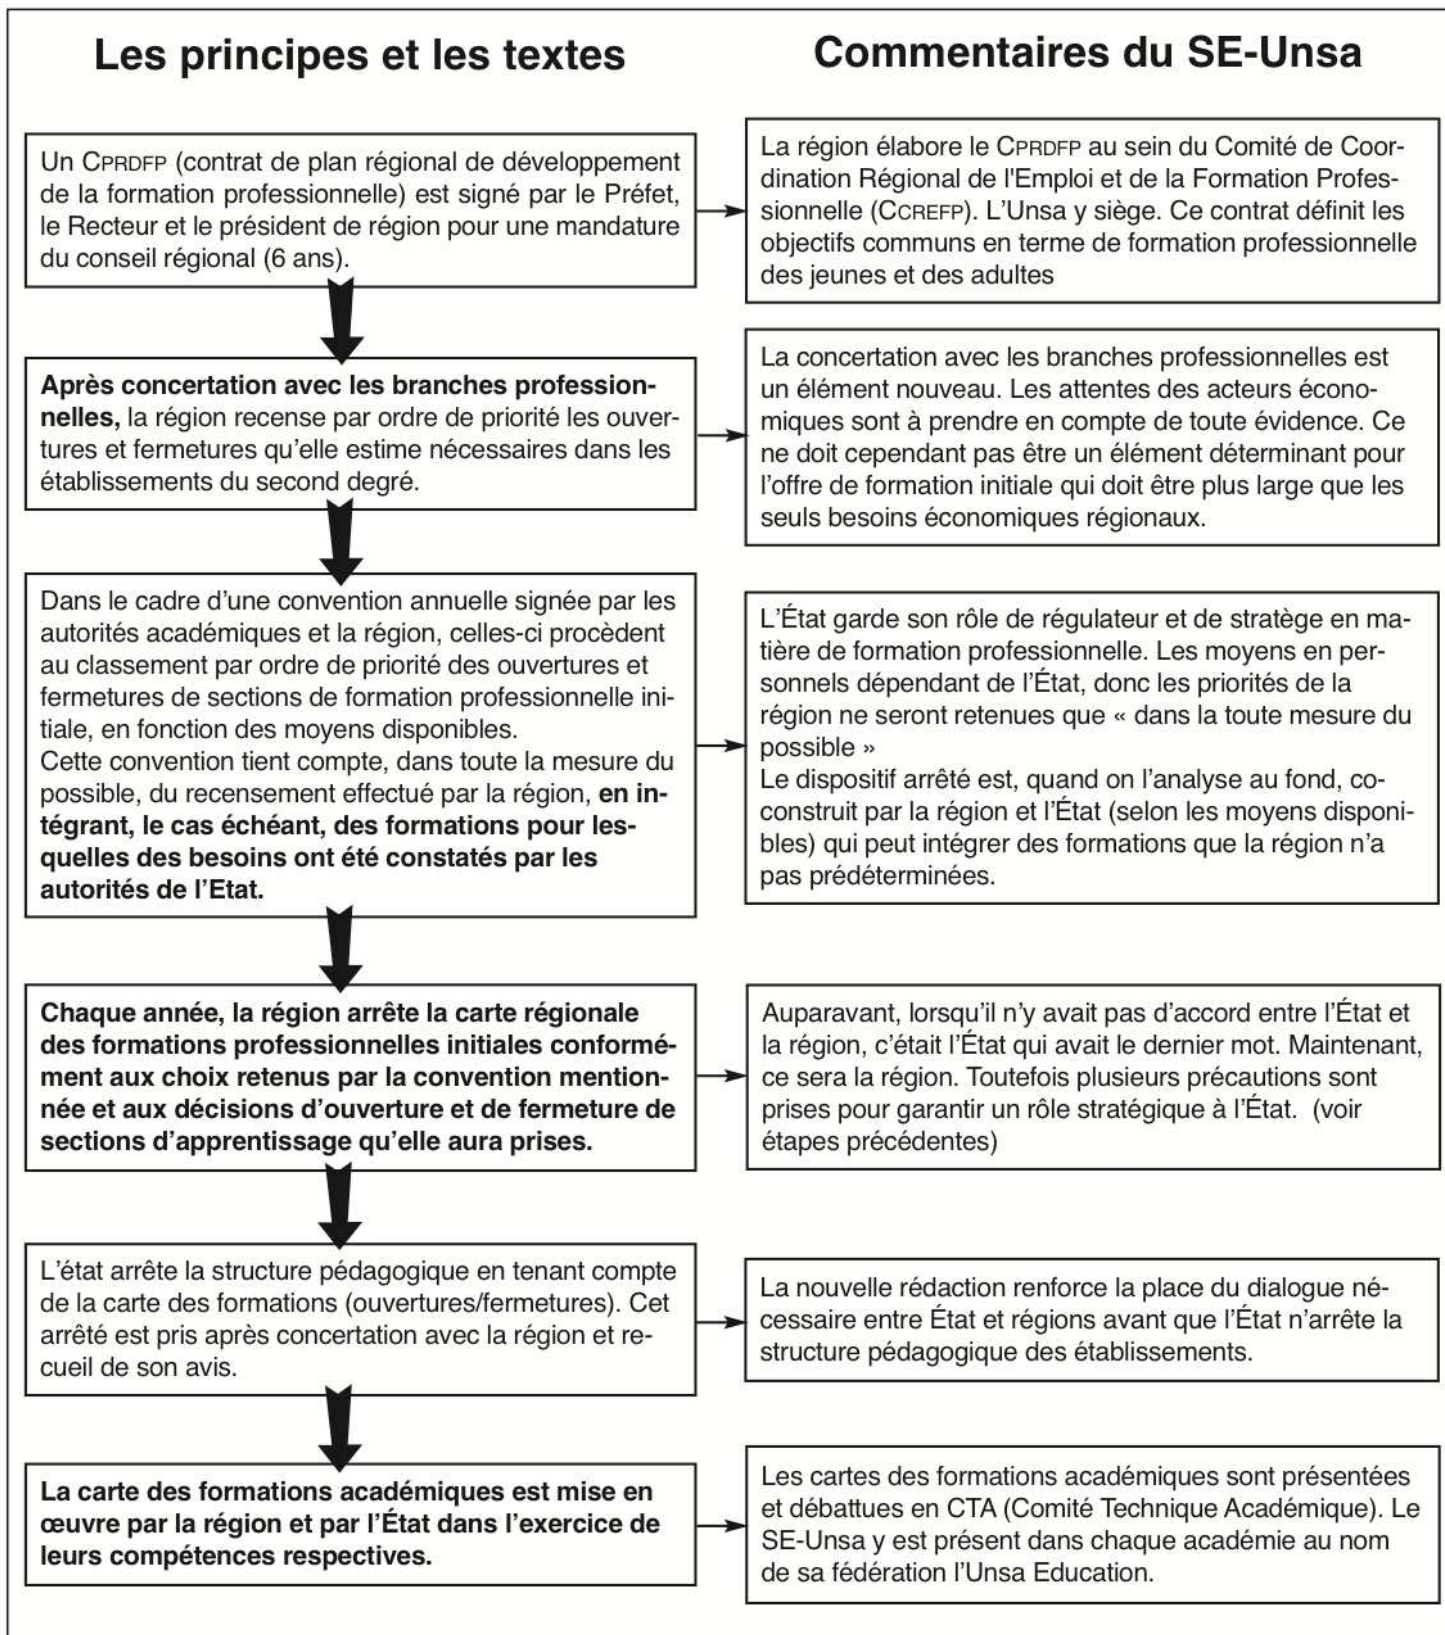 Les principes et les textes
Commentaires du SE-Unsa
Un CPRDFP (contrat de plan régional de développement
de la formation professionnelle) est signé par le Préfet,
le Recteur et le président de région pour une mandature
du conseil régional (6 ans).
La région élabore le CPRDFP au sein du Comité de Coor-
dination Régional de l'Emploi et de la Formation Profes-
sionnelle (CCREFP). L’Unsa y siège. Ce contrat définit les
objectifs communs en terme de formation professionnelle
des jeunes et des adultes
Après concertation avec les branches profession-
nelles, la région recense par ordre de priorité les ouver-
tures et fermetures qu’elle estime nécessaires dans les
établissements du second degré.
La concertation avec les branches professionnelles est
un élément nouveau. Les attentes des acteurs écono-
miques sont à prendre en compte de toute évidence. Ce
ne doit cependant pas être un élément déterminant pour
l’offre de formation initiale qui doit être plus large que les
seuls besoins économiques régionaux.
Dans le cadre d’une convention annuelle signée par les
autorités académiques et la région, celles-ci procèdent
au classement par ordre de priorité des ouvertures et
fermetures de sections de formation professionnelle ini-
tiale, en fonction des moyens disponibles.
Cette convention tient compte, dans toute la mesure du
possible, du recensement effectué par la région, en in-
tégrant, le cas échéant, des formations pour les-
quelles des besoins ont été constatés par les
autorités de l’Etat.
L’État garde son rôle de régulateur et de stratège en ma-
tière de formation professionnelle. Les moyens en per-
sonnels dépendant de l’État, donc les priorités de la
région ne seront retenues que « dans la toute mesure du
possible »
Le dispositif arrêté est, quand on l’analyse au fond, co-
construit par la région et l’État (selon les moyens disponi-
bles) qui peut intégrer des formations que la région n’a
pas prédéterminées.
Chaque année, la région arrête la carte régionale
des formations professionnelles initiales conformé-
ment aux choix retenus par la convention mention-
née et aux décisions d’ouverture et de fermeture de
sections d’apprentissage qu’elle aura prises.
Auparavant, lorsqu’il n’y avait pas d’accord entre l’État et
la région, c’était l’État qui avait le dernier mot. Maintenant,
ce sera la région. Toutefois plusieurs précautions sont
prises pour garantir un rôle stratégique à l’État. (voir
étapes précédentes)
L’état arrête la structure pédagogique en tenant compte
de la carte des formations (ouvertures/fermetures). Cet
arrêté est pris après concertation avec la région et re-
cueil de son avis.
La nouvelle rédaction renforce la place du dialogue né-
cessaire entre État et régions avant que l’État n’arrête la
structure pédagogique des établissements.
La carte des formations académiques est mise en
œuvre par la région et par l’État dans l’exercice de
leurs compétences respectives.
Les cartes des formations académiques sont présentées
et débattues en CTA (Comité Technique Académique). Le
SE-Unsa y est présent dans chaque académie au nom
de sa fédération l’Unsa Education.